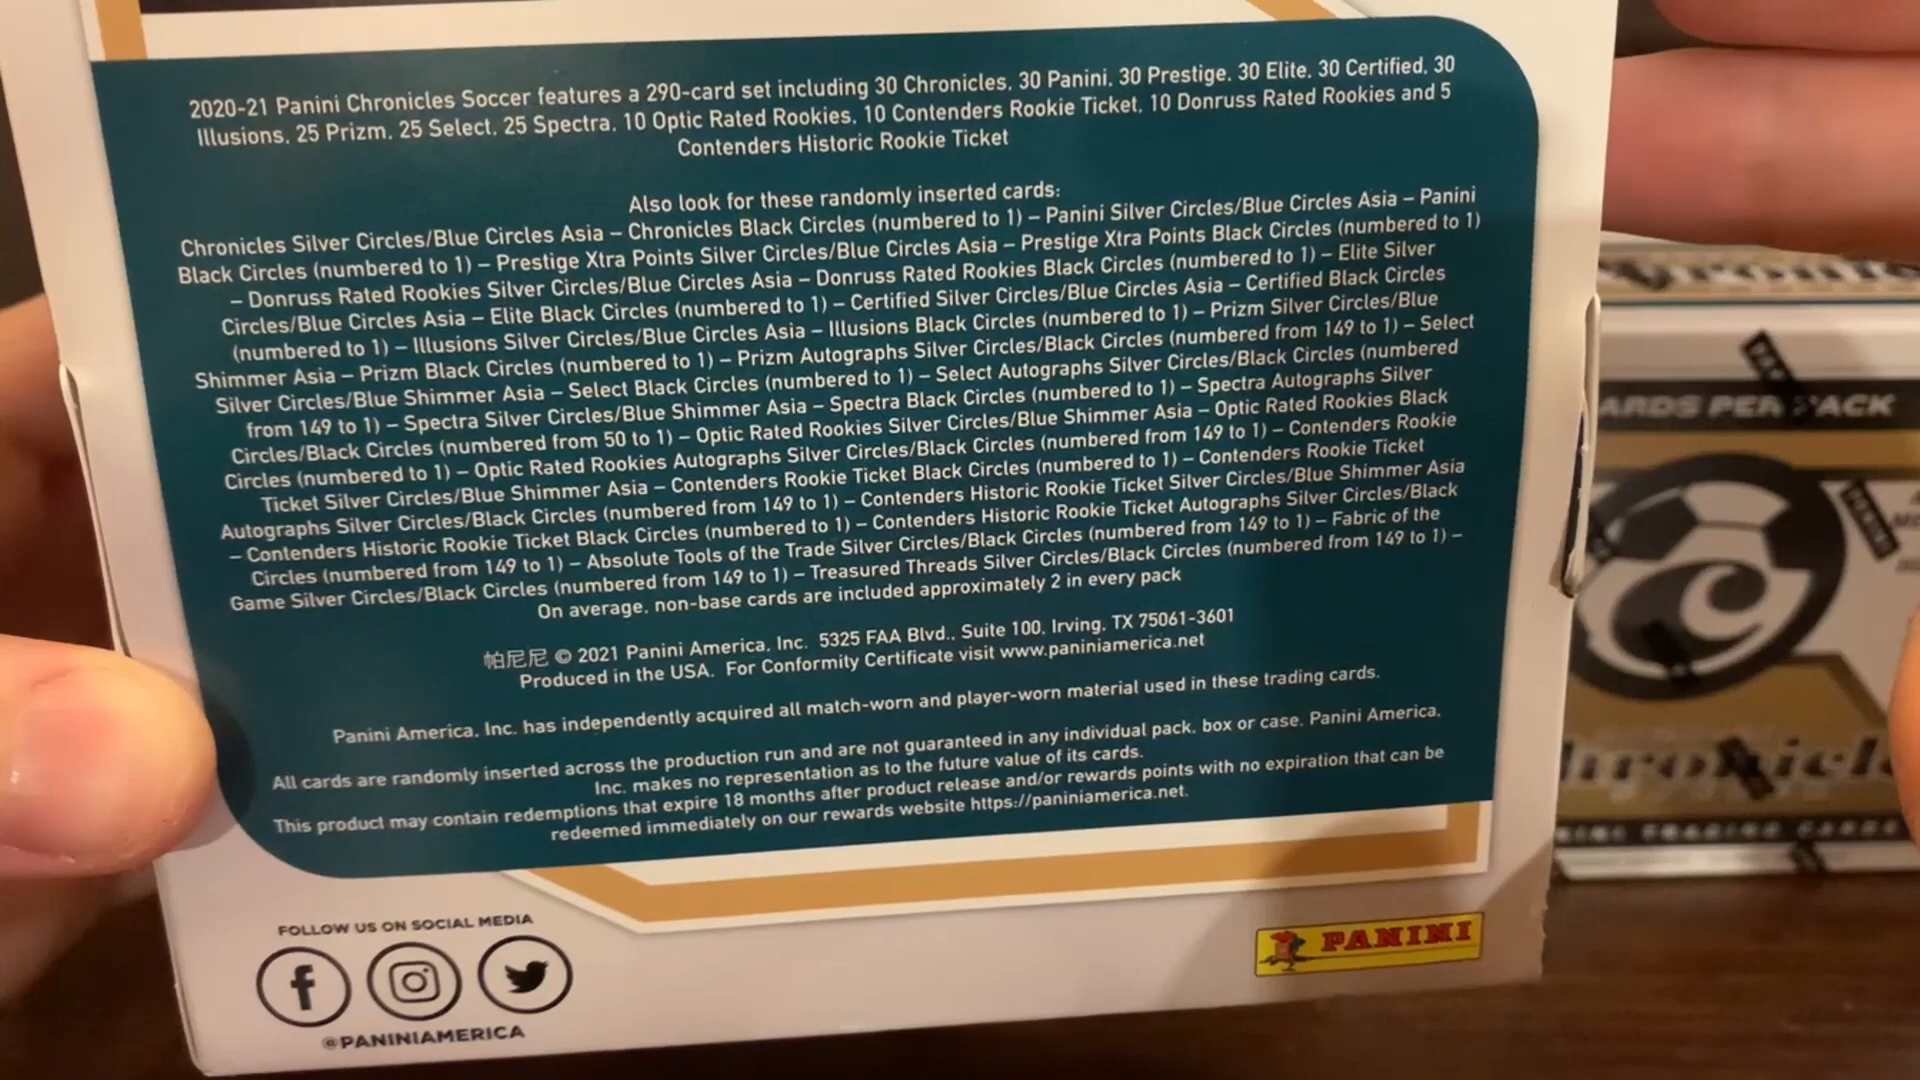 2020-21 Panini Chronicles Soccer features a 290-card set including 30 Chronicles, 30 Panini, 30 Prestige, 30 Elite, 30 Certified, 30
Illusions, 25 Prizm, 25 Select, 25 Spectra, 10 Optic Rated Rookies, 10 Contenders Rookie Ticket, 10 Donruss Rated Rookies and 5
Contenders Historic Rookie Ticket
Also look for these randomly inserted cards:
Chronicles Silver Circles/Blue Circles Asia – Chronicles Black Circles (numbered to 1) – Panini Silver Circles/Blue Circles Asia – Panini
Black Circles (numbered to 1) – Prestige Xtra Points Silver Circles/Blue Circles Asia – Prestige Xtra Points Black Circles (numbered to 1)
– Donruss Rated Rookies Silver Circles/Blue Circles Asia – Donruss Rated Rookies Black Circles (numbered to 1) – Elite Silver
Circles/Blue Circles Asia – Elite Black Circles (numbered to 1) – Certified Silver Circles/Blue Circles Asia – Certified Black Circles
(numbered to 1) – Illusions Silver Circles/Blue Circles Asia – Illusions Black Circles (numbered to 1) – Prizm Silver Circles/Blue
Shimmer Asia – Prizm Black Circles (numbered to 1) – Prizm Autographs Silver Circles/Black Circles (numbered from 149 to 1) – Select
Silver Circles/Blue Shimmer Asia – Select Black Circles (numbered to 1) – Select Autographs Silver Circles/Black Circles (numbered
from 149 to 1) – Spectra Silver Circles/Blue Shimmer Asia – Spectra Black Circles (numbered to 1) – Spectra Autographs Silver
Circles/Black Circles (numbered from 50 to 1) – Optic Rated Rookies Silver Circles/Blue Shimmer Asia – Optic Rated Rookies Black
Circles (numbered to 1) – Optic Rated Rookies Autographs Silver Circles/Black Circles (numbered from 149 to 1) – Contenders Rookie
Ticket Silver Circles/Blue Shimmer Asia – Contenders Rookie Ticket Black Circles (numbered to 1) – Contenders Rookie Ticket
Autographs Silver Circles/Black Circles (numbered from 149 to 1) – Contenders Historic Rookie Ticket Silver Circles/Blue Shimmer Asia
– Contenders Historic Rookie Ticket Black Circles (numbered to 1) – Contenders Historic Rookie Ticket Autographs Silver Circles/Black
Circles (numbered from 149 to 1) – Absolute Tools of the Trade Silver Circles/Black Circles (numbered from 149 to 1) – Fabric of the
Game Silver Circles/Black Circles (numbered from 149 to 1) – Treasured Threads Silver Circles/Black Circles (numbered from 149 to 1) –
On average, non-base cards are included approximately 2 in every pack
帕尼尼 © 2021 Panini America, Inc. 5325 FAA Blvd., Suite 100, Irving, TX 75061-3601
Produced in the USA. For Conformity Certificate visit www.paniniamerica.net
Panini America, Inc. has independently acquired all match-worn and player-worn material used in these trading cards.
All cards are randomly inserted across the production run and are not guaranteed in any individual pack, box or case. Panini America,
Inc. makes no representation as to the future value of its cards.
This product may contain redemptions that expire 18 months after product release and/or rewards points with no expiration that can be
redeemed immediately on our rewards website https://paniniamerica.net.
FOLLOW US ON SOCIAL MEDIA
@PANINIAMERICA
PANINI
PACK
TRADING CARDS